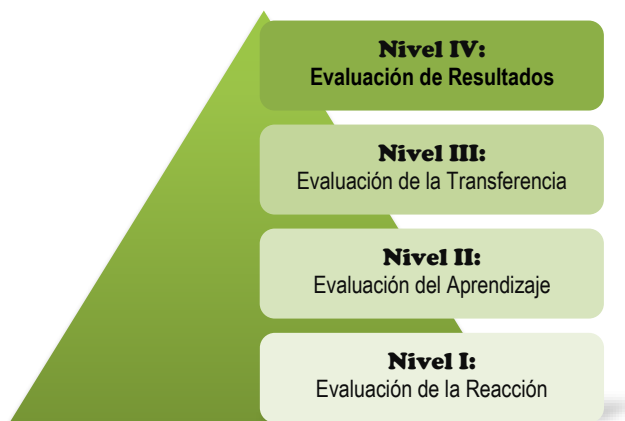 Nivel IV:
Evaluación de Resultados
Nivel III:
Evaluación de la Transferencia
Nivel II:
Evaluación del Aprendizaje
Nivel I:
Evaluación de la Reacción